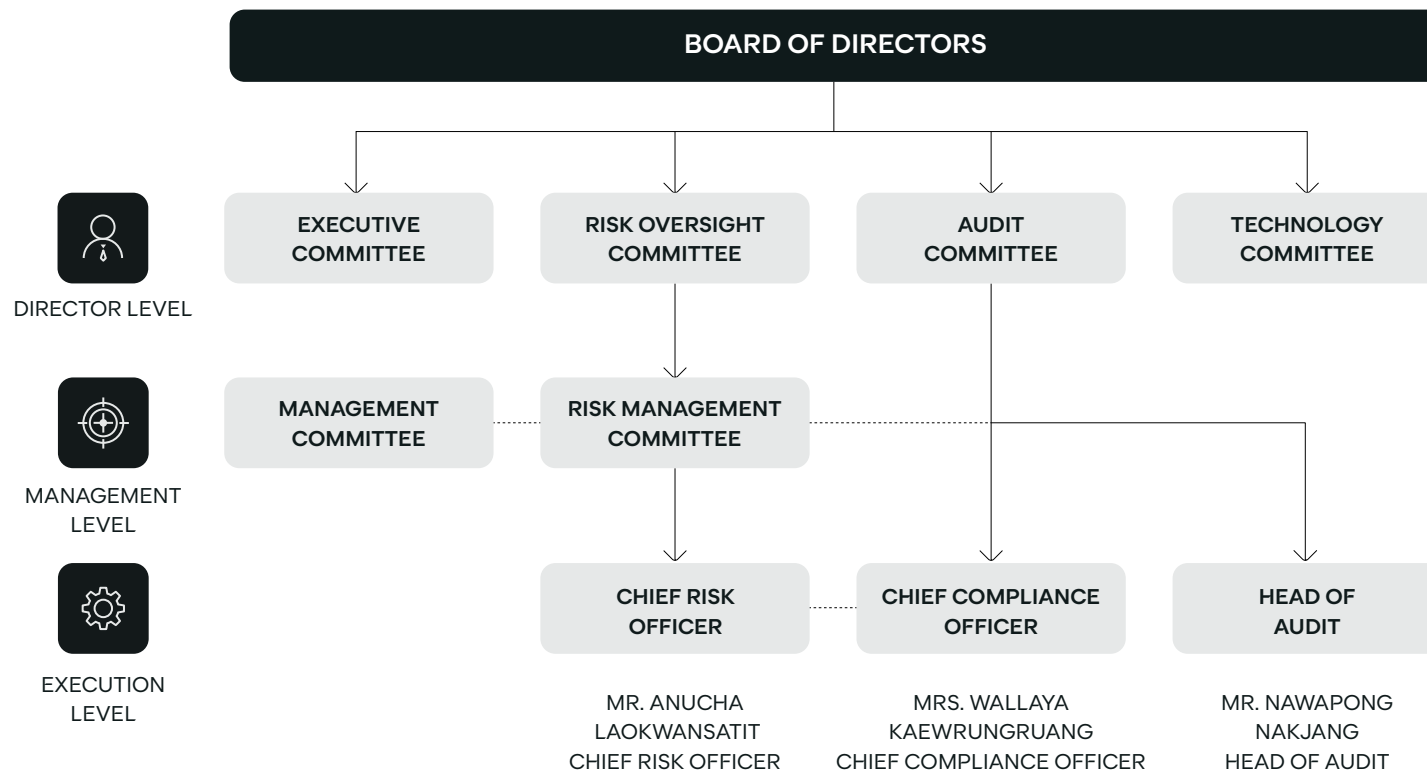 BOARD OF DIRECTORS
EXECUTIVE
COMMITTEE
RISK OVERSIGHT
COMMITTEE
AUDIT
COMMITTEE
TECHNOLOGY
COMMITTEE
DIRECTOR LEVEL
MANAGEMENT
COMMITTEE
RISK MANAGEMENT
COMMITTEE
MANAGEMENT
LEVEL
CHIEF RISK
OFFICER
CHIEF COMPLIANCE
OFFICER
HEAD OF
AUDIT
EXECUTION
LEVEL
MR. ANUCHA
LAOKWANSATIT
CHIEF RISK OFFICER
MRS. WALLAYA
KAEWRUNGRUANG
CHIEF COMPLIANCE OFFICER
MR. NAWAPONG
NAKJANG
HEAD OF AUDIT